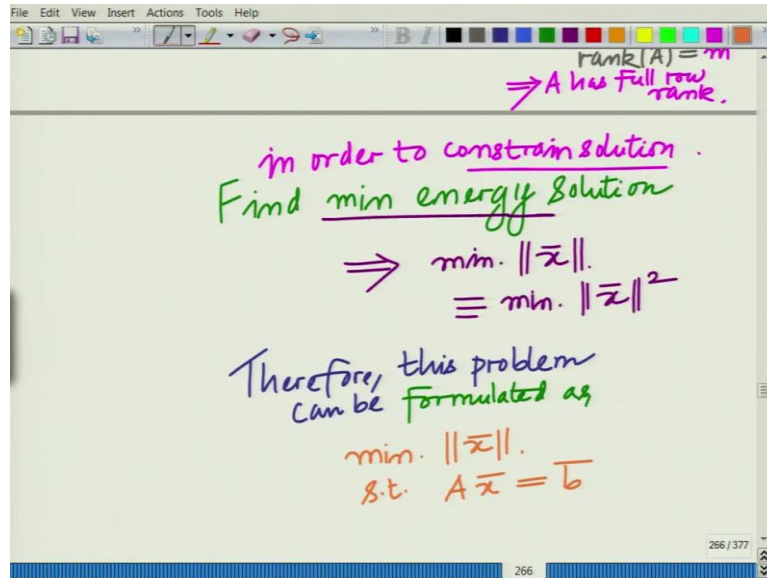 File Edit View Insert Actions Tools Help
B I
rank(A) = m
⇒ A has full row
rank.
in order to constrain solution.
Find min energy solution
⇒ min. ||x̄||.
≡ min. ||x̄||²
Therefore, this problem
can be formulated as
min. ||x̄||.
s.t. A x̄ = b̄
266 / 377
266